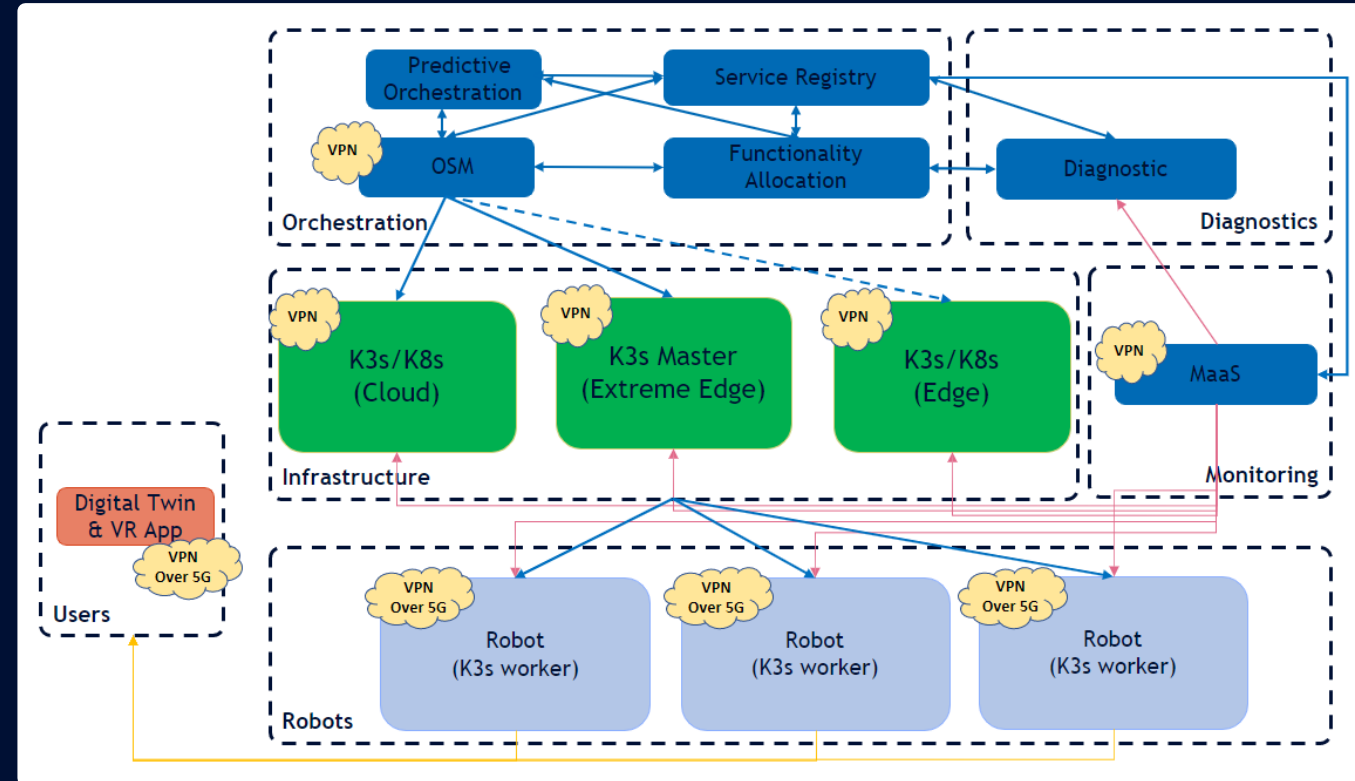 Predictive
Orchestration
Service Registry
VPN
OSM
Functionality
Allocation
Diagnostic
Orchestration
Diagnostics
VPN
K3s/K8s
(Cloud)
VPN
K3s Master
(Extreme Edge)
VPN
K3s/K8s
(Edge)
VPN
MaaS
Infrastructure
Monitoring
Digital Twin
& VR App
VPN
Over 5G
Users
VPN
Over 5G
Robot
(K3s worker)
VPN
Over 5G
Robot
(K3s worker)
VPN
Over 5G
Robot
(K3s worker)
Robots